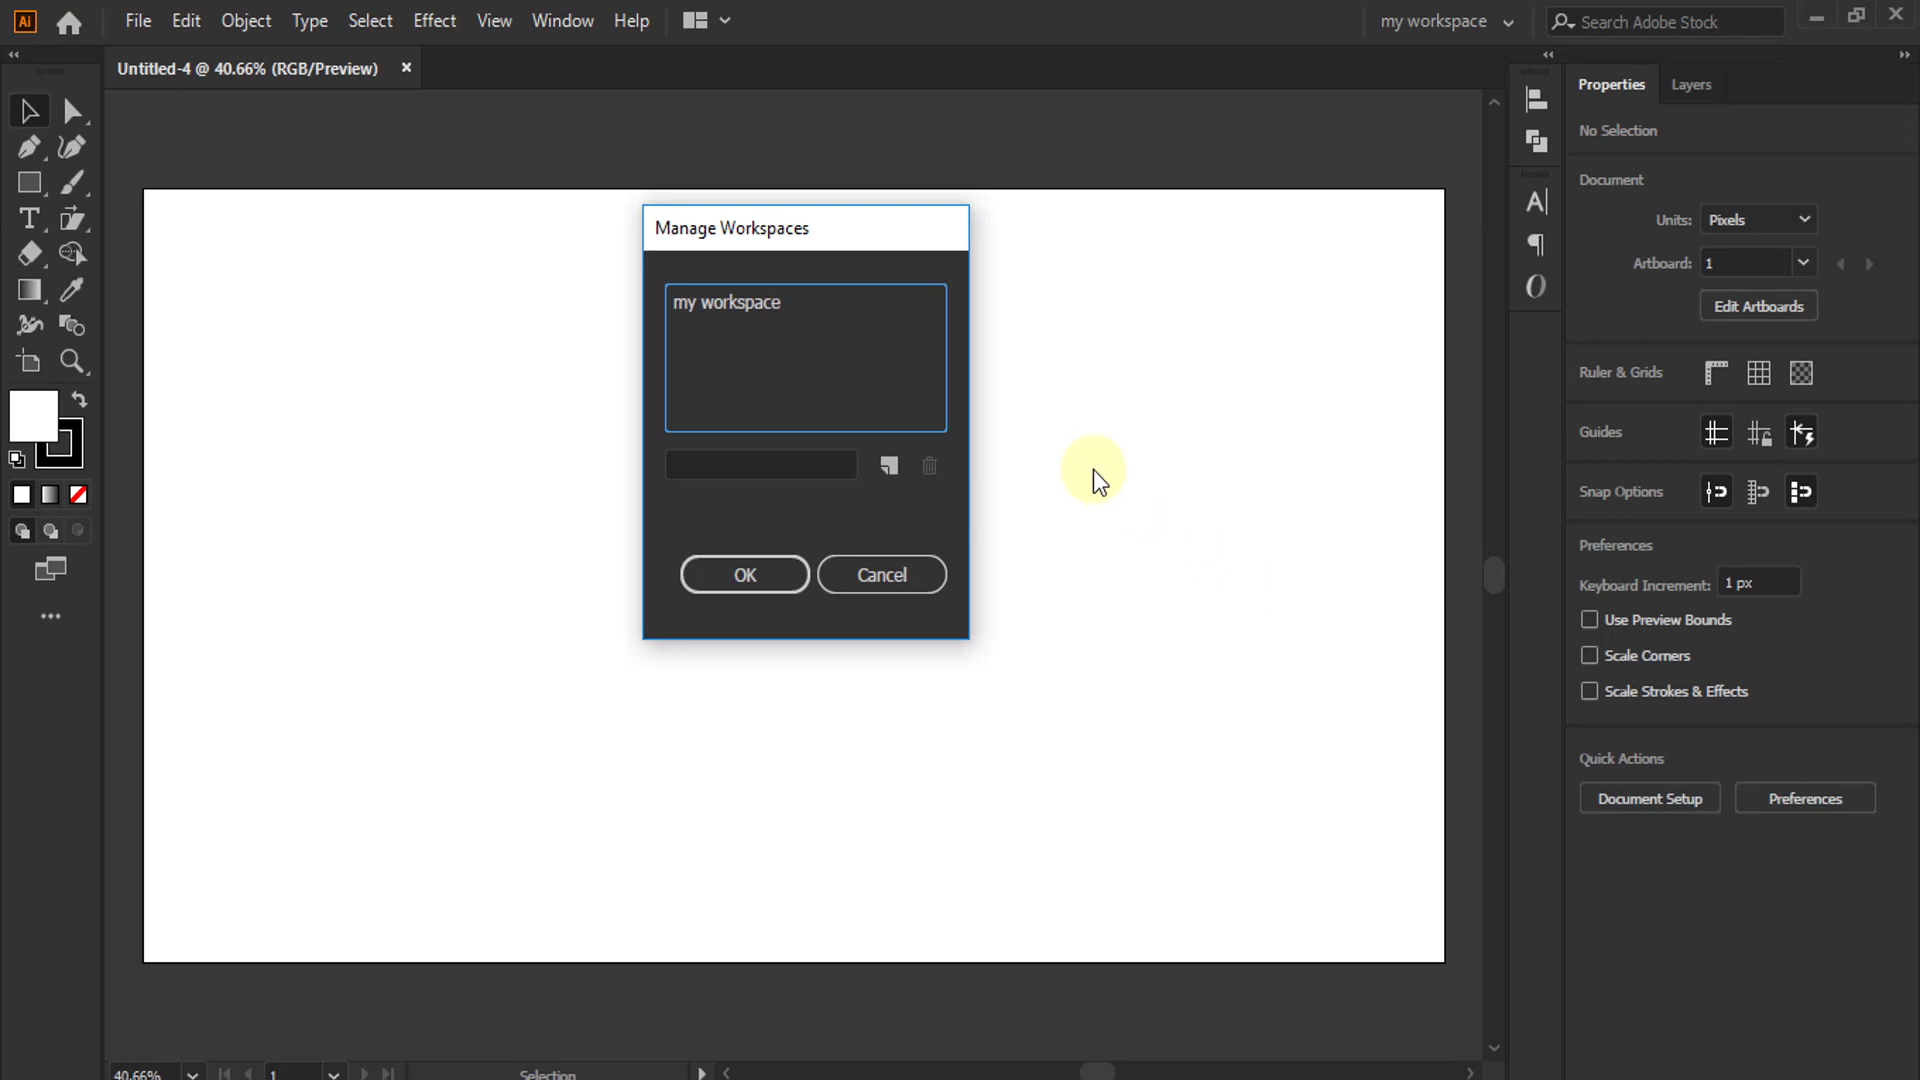 Ai File Edit Object Type Select Effect View Window Help my workspace Search Adobe Stock
Untitled-4 @ 40.66% (RGB/Preview)
Properties Layers
No Selection
Document
Units: Pixels
Artboard: 1
Edit Artboards
Ruler & Grids
Guides
Snap Options
Preferences
Keyboard Increment: 1 px
Use Preview Bounds
Scale Corners
Scale Strokes & Effects
Quick Actions
Document Setup Preferences
Manage Workspaces
my workspace
OK Cancel
40.66% 1 Selection